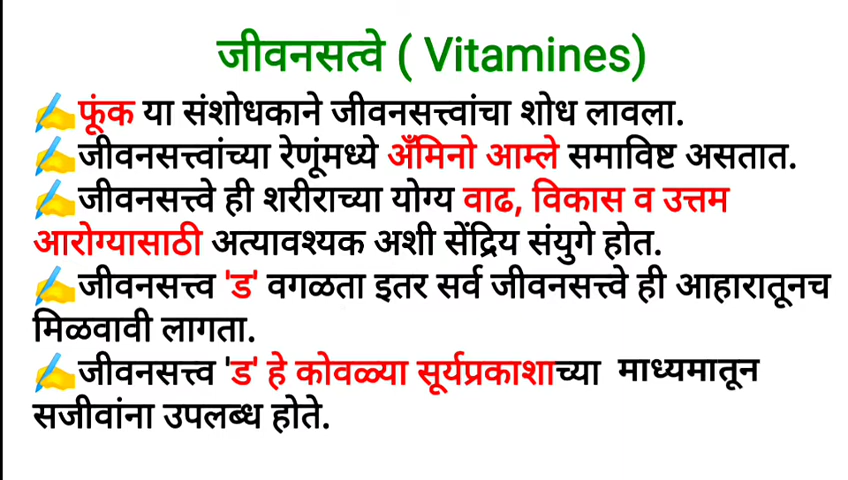 जीवनसत्वे ( Vitamines)
✍फूंक या संशोधकाने जीवनसत्त्वांचा शोध लावला.
✍जीवनसत्त्वांच्या रेणूंमध्ये अँमिनो आम्ले समाविष्ट असतात.
✍जीवनसत्त्वे ही शरीराच्या योग्य वाढ, विकास व उत्तम
आरोग्यासाठी अत्यावश्यक अशी सेंद्रिय संयुगे होत.
✍जीवनसत्त्व 'ड' वगळता इतर सर्व जीवनसत्त्वे ही आहारातूनच
मिळवावी लागता.
✍जीवनसत्त्व 'ड' हे कोवळ्या सूर्यप्रकाशाच्या माध्यमातून
सजीवांना उपलब्ध होते.